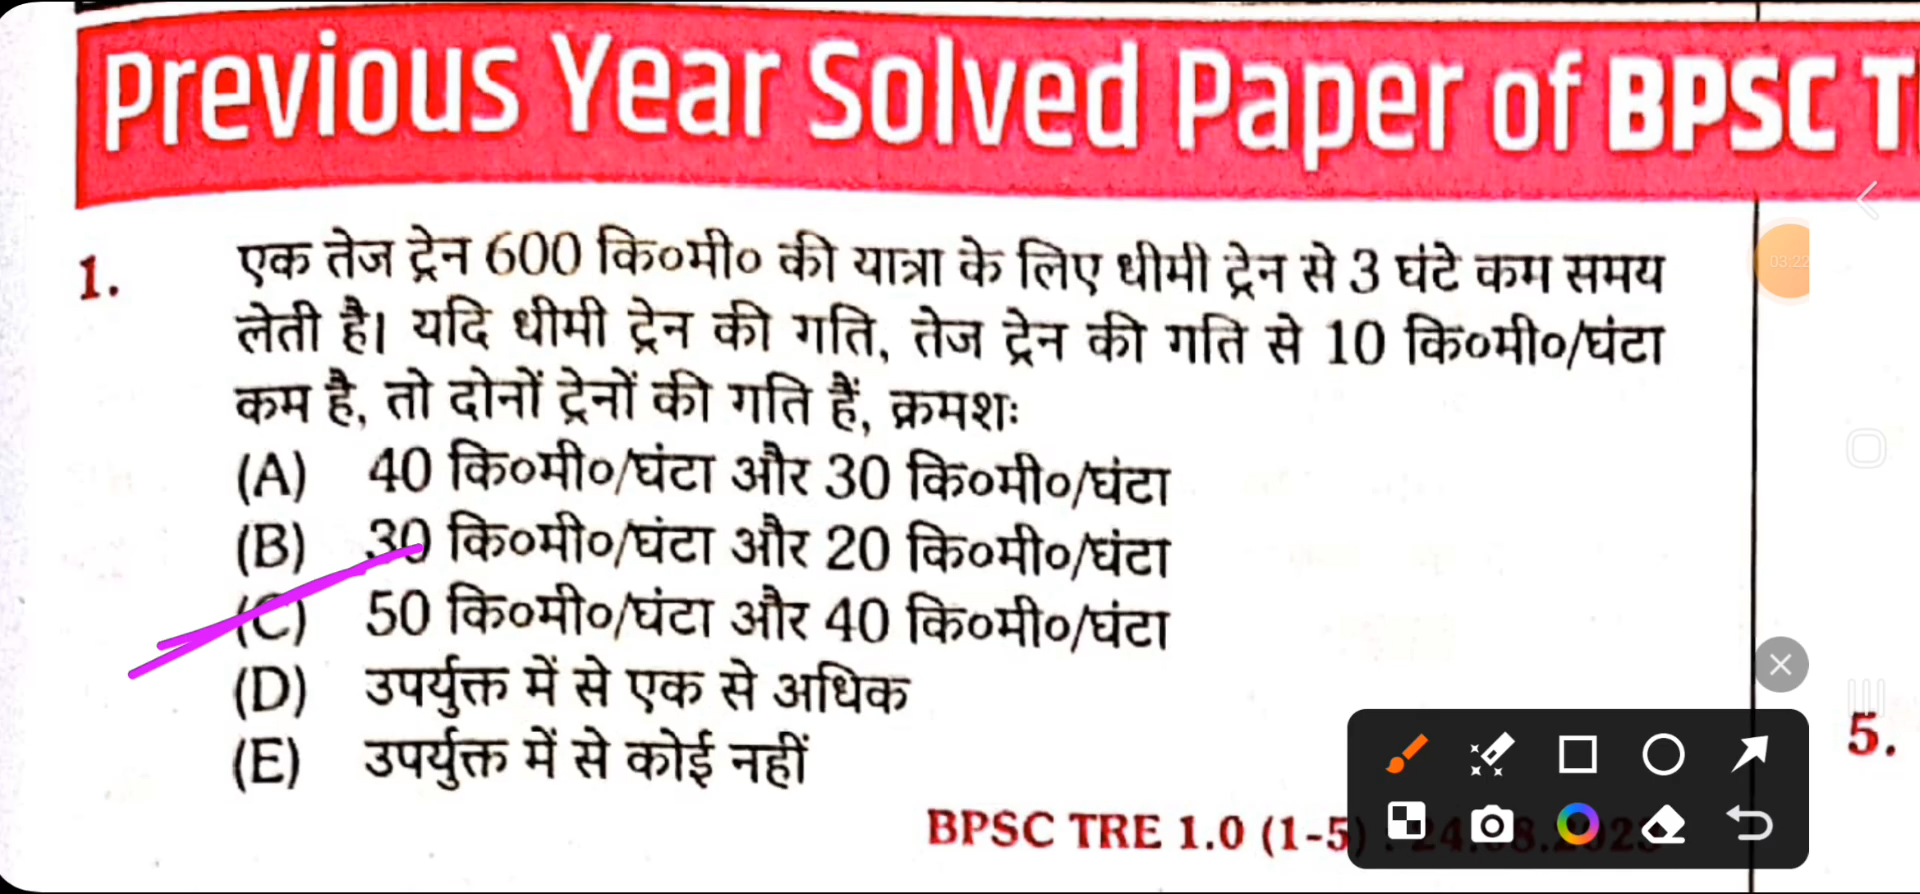 Previous Year Solved Paper of BPSC T
1. एक तेज ट्रेन 600 कि०मी० की यात्रा के लिए धीमी ट्रेन से 3 घंटे कम समय
लेती है। यदि धीमी ट्रेन की गति, तेज ट्रेन की गति से 10 कि०मी०/घंटा
कम है, तो दोनों ट्रेनों की गति हैं, क्रमशः
(A) 40 कि०मी०/घंटा और 30 कि०मी०/घंटा
(B) 30 कि०मी०/घंटा और 20 कि०मी०/घंटा
(C) 50 कि०मी०/घंटा और 40 कि०मी०/घंटा
(D) उपर्युक्त में से एक से अधिक
(E) उपर्युक्त में से कोई नहीं
BPSC TRE 1.0 (1-5)
03:22
5.